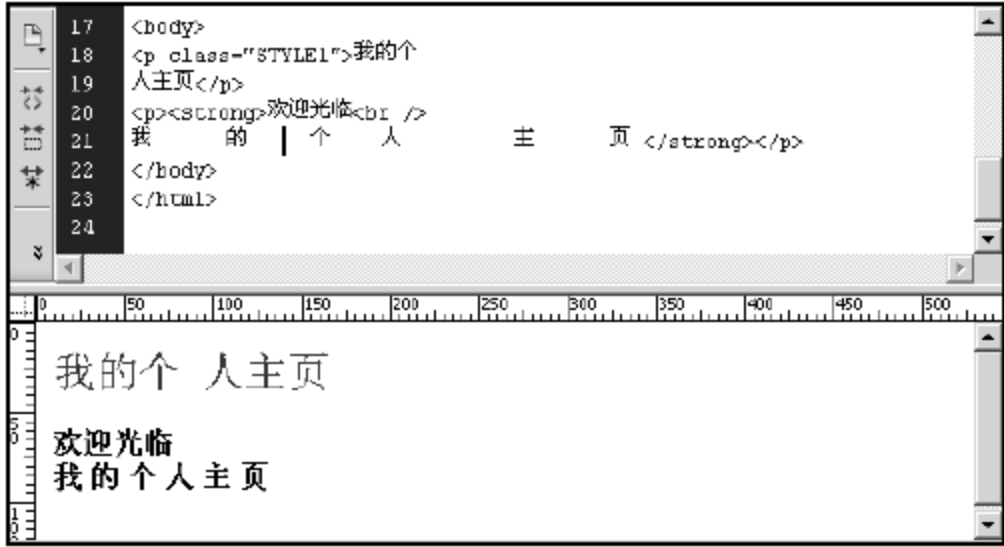 17 <body>
18 <p class="STYLE1">我的个
19 人主页</p>
20 <p><strong>欢迎光临<br />
21 我 的 个 人 主 页 </strong></p>
22 </body>
23 </html>
24
0 50 100 150 200 250 300 350 400 450 500
0
我的个 人主页
50
欢迎光临
我 的 个 人 主 页